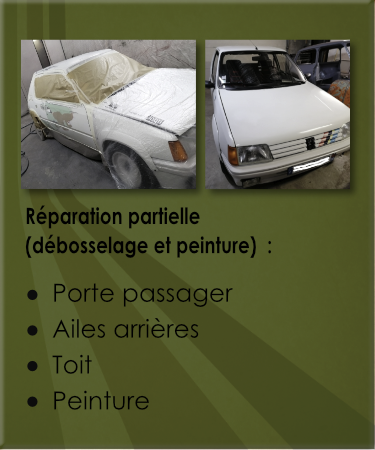 Réparation partielle
(débosselage et peinture) :
● Porte passager
● Ailes arrières
● Toit
● Peinture